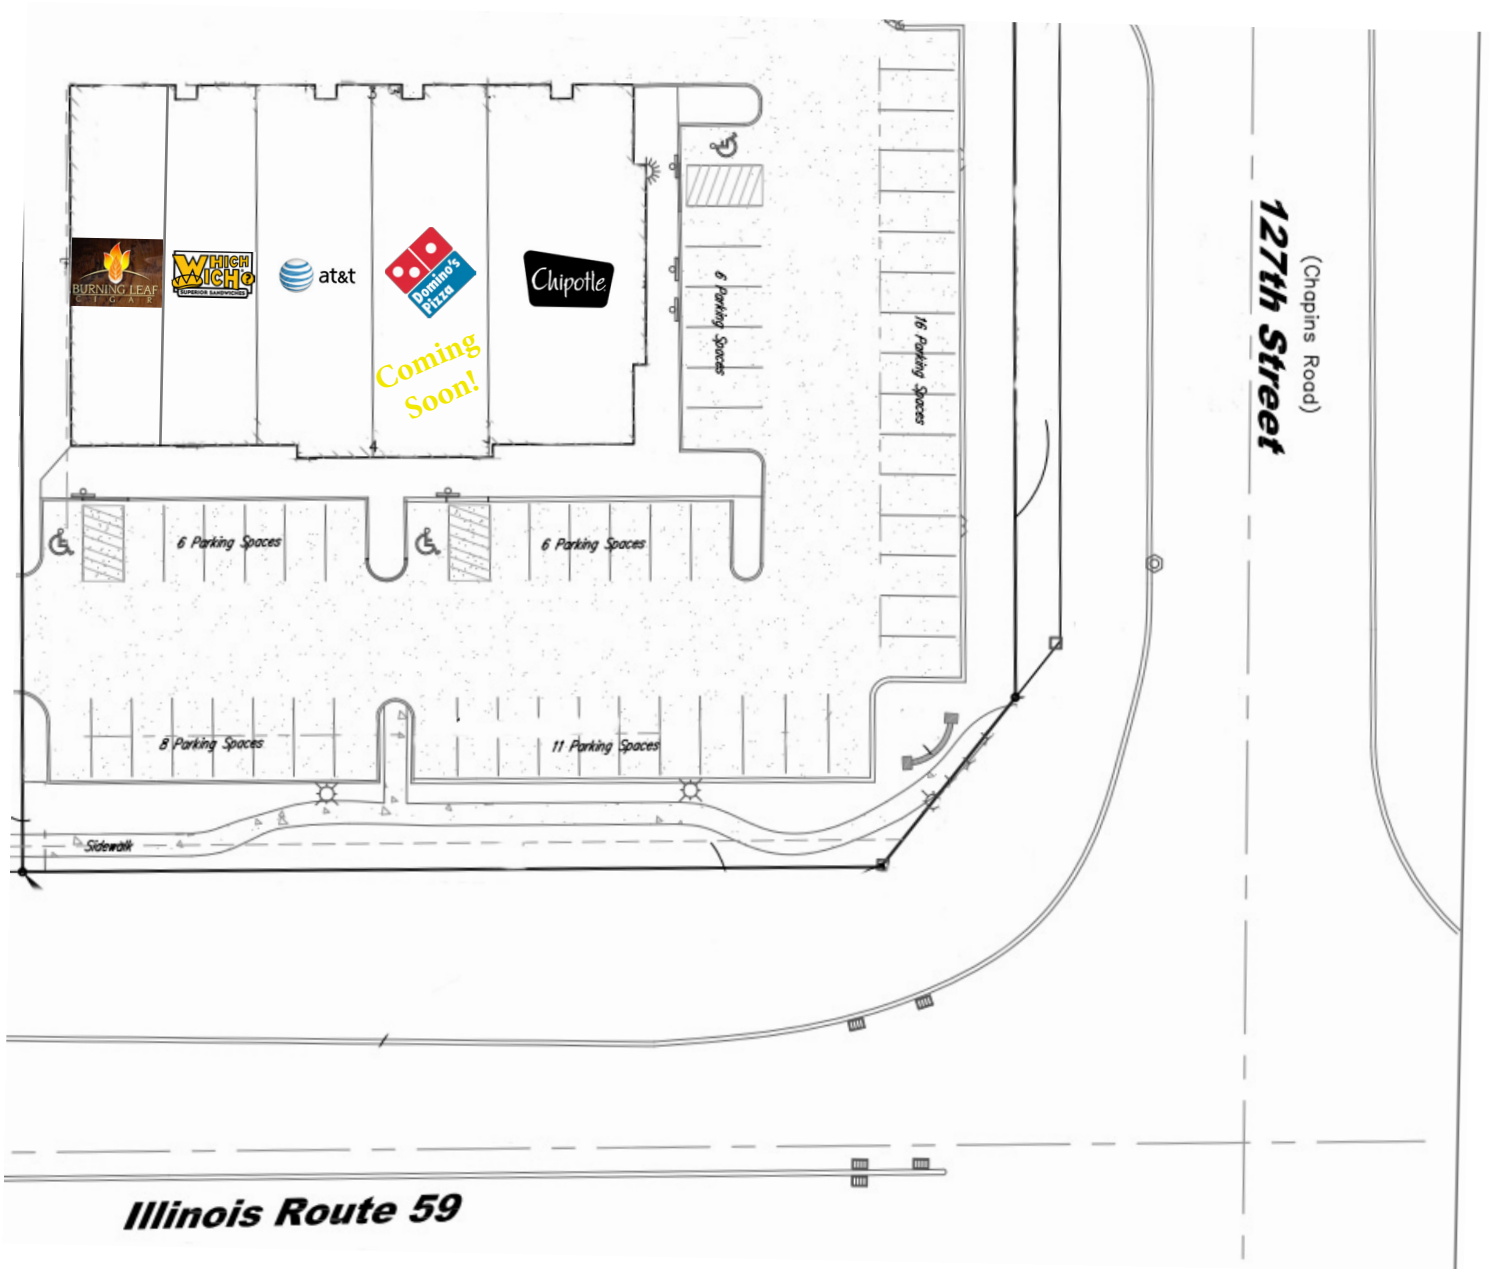 3
BURNING LEAF
CIGAR
WHICH
WICH?
SUPERIOR SANDWICHES
at&t
Domino's
Pizza
Chipotle
Coming
Soon!
4
6 Parking Spaces
16 Parking Spaces
127th Street
(Chapins Road)
6 Parking Spaces
6 Parking Spaces
8 Parking Spaces
11 Parking Spaces
Sidewalk
Illinois Route 59